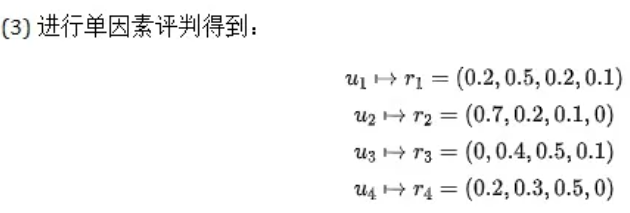 (3) 进行单因素评判得到：
u₁ ↦ r₁ = (0.2, 0.5, 0.2, 0.1)
u₂ ↦ r₂ = (0.7, 0.2, 0.1, 0)
u₃ ↦ r₃ = (0, 0.4, 0.5, 0.1)
u₄ ↦ r₄ = (0.2, 0.3, 0.5, 0)